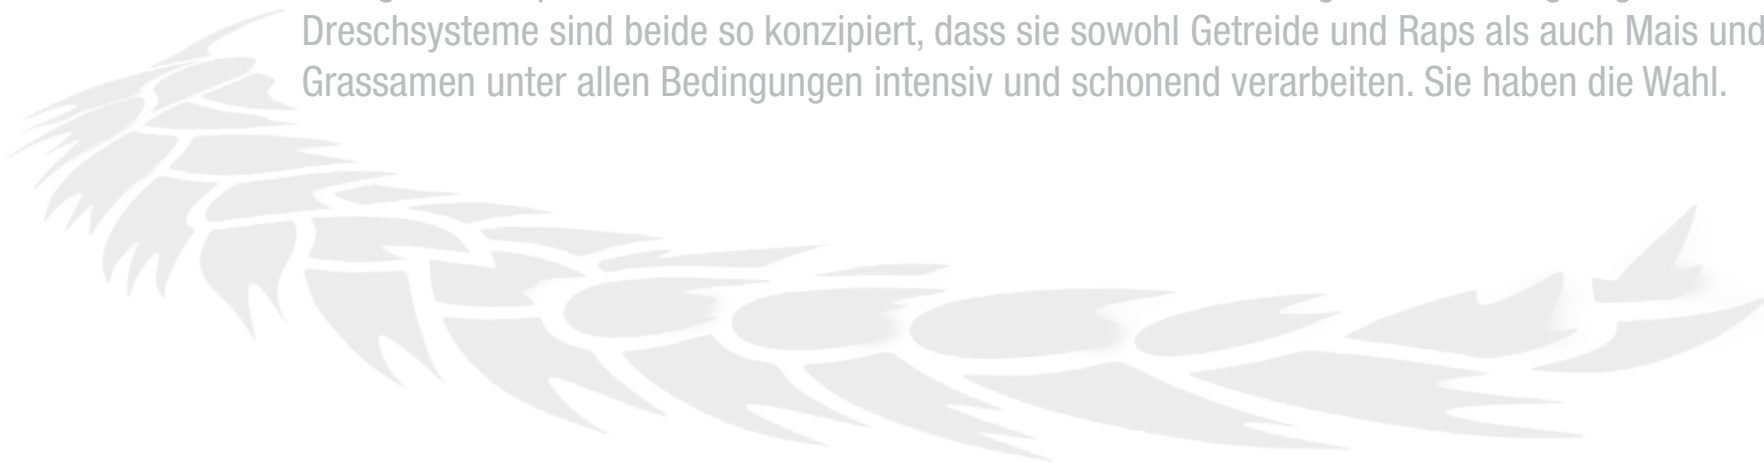 Dreschsysteme sind beide so konzipiert, dass sie sowohl Getreide und Raps als auch Mais und
Grassamen unter allen Bedingungen intensiv und schonend verarbeiten. Sie haben die Wahl.